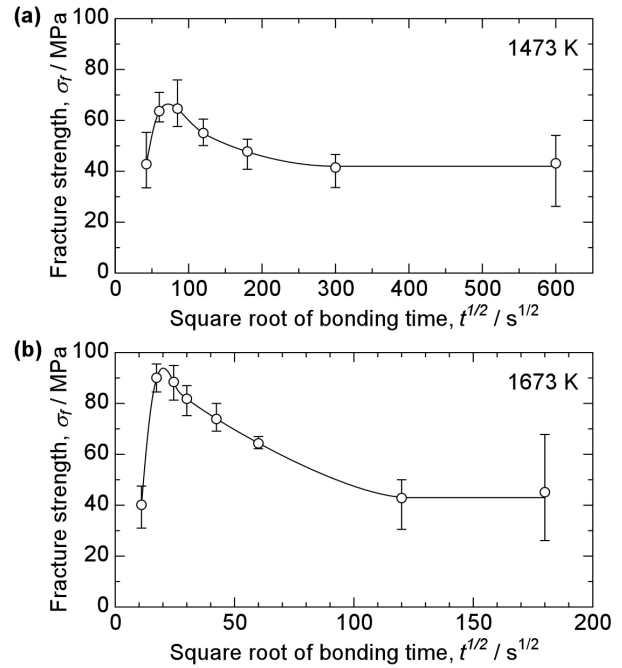 (a)
100
80
60
40
20
0
Fracture strength, σf / MPa
1473 K
0 100 200 300 400 500 600
Square root of bonding time, t1/2 / s1/2
(b)
100
80
60
40
20
0
Fracture strength, σf / MPa
1673 K
0 50 100 150 200
Square root of bonding time, t1/2 / s1/2